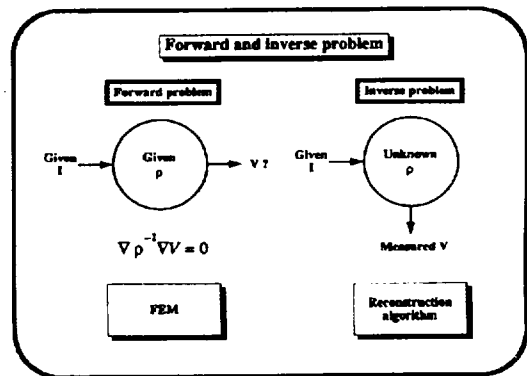 Forward and inverse problem
Forward problem
Given
I
Given
ρ
V ?
∇ ρ⁻¹ ∇V = 0
FEM
Inverse problem
Given
I
Unknown
ρ
Measured V
Reconstruction
algorithm